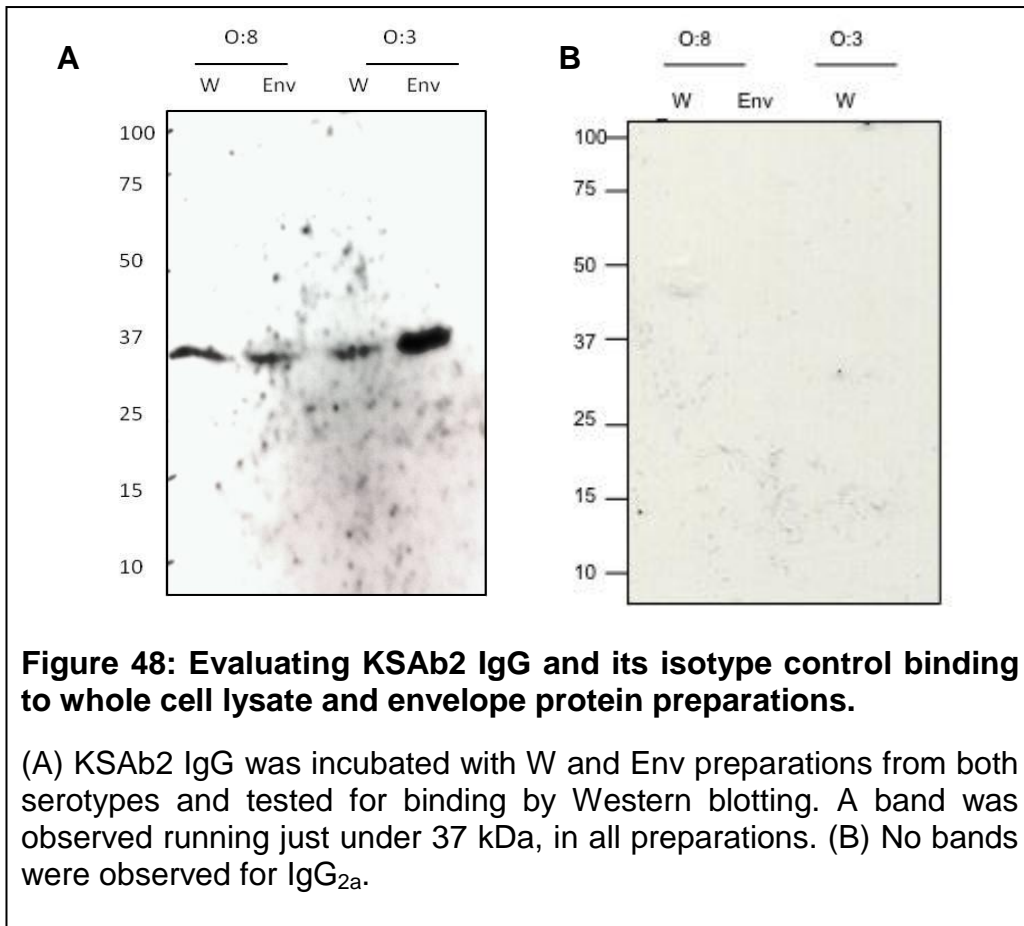 A
O:8 O:3
W Env W Env
100
75
50
37
25
15
10
B
O:8 O:3
W Env W
100
75
50
37
25
15
10
Figure 48: Evaluating KSAb2 IgG and its isotype control binding
to whole cell lysate and envelope protein preparations.
(A) KSAb2 IgG was incubated with W and Env preparations from both
serotypes and tested for binding by Western blotting. A band was
observed running just under 37 kDa, in all preparations. (B) No bands
were observed for IgG2a.